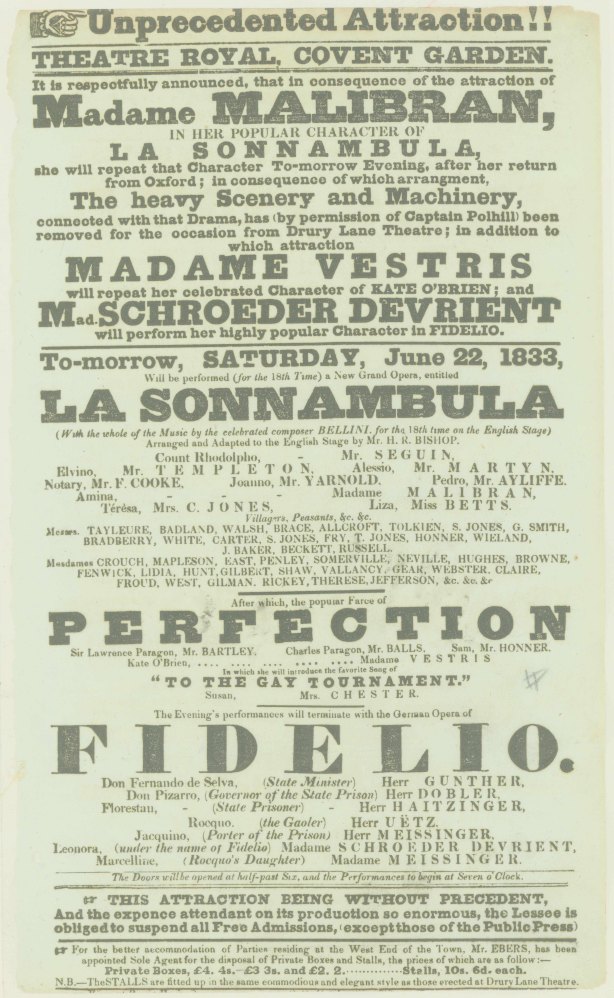 ☞ Unprecedented Attraction!!
THEATRE ROYAL, COVENT GARDEN.
It is respectfully announced, that in consequence of the attraction of
Madame MALIBRAN,
IN HER POPULAR CHARACTER OF
LA SONNAMBULA,
she will repeat that Character To-morrow Evening, after her return
from Oxford; in consequence of which arrangment,
The heavy Scenery and Machinery,
connected with that Drama, has (by permission of Captain Polhill) been
removed for the occasion from Drury Lane Theatre; in addition to
which attraction
MADAME VESTRIS
will repeat her celebrated Character of KATE O'BRIEN; and
Mad. SCHROEDER DEVRIENT
will perform her highly popular Character in FIDELIO.
To-morrow, SATURDAY, June 22, 1833,
Will be performed (for the 18th Time) a New Grand Opera, entitled
LA SONNAMBULA
(With the whole of the Music by the celebrated composer BELLINI, for the 18th time on the English Stage)
Arranged and Adapted to the English Stage by Mr. H. R. BISHOP.
Count Rhodolpho, - Mr. SEGUIN,
Elvino, Mr. TEMPLETON, Alessio, Mr. MARTYN,
Notary, Mr. F. COOKE, Joanno, Mr. YARNOLD. Pedro, Mr. AYLIFFE.
Amina, - - - Madame MALIBRAN,
Térêsa, Mrs. C. JONES, Liza, Miss BETTS.
Villagers, Peasants, &c. &c.
Messrs. TAYLEURE, BADLAND, WALSH, BRACE, ALLCROFT, TOLKIEN, S. JONES, G. SMITH,
BRADBERRY, WHITE, CARTER, S. JONES, FRY, T. JONES, HONNER, WIELAND,
J. BAKER, BECKETT, RUSSELL.
Mesdames CROUCH, MAPLESON, EAST, PENLEY, SOMERVILLE, NEVILLE, HUGHES, BROWNE,
FENWICK, LIDIA, HUNT, GILBERT, SHAW, VALANCY, GEAR, WEBSTER, CLAIRE,
FROUD, WEST, GILMAN. RICKEY, THERESE, JEFFERSON, &c. &c. &c
After which, the popular Farce of
PERFECTION
Sir Lawrence Paragon, Mr. BARTLEY. Charles Paragon, Mr. BALLS, Sam, Mr. HONNER.
Kate O'Brien, .... .... .... .... .... Madame VESTRIS
In which she will introduce the favorite Song of
"TO THE GAY TOURNAMENT."
Susan, Mrs. CHESTER.
The Evening's performances will terminate with the German Opera of
FIDELIO.
Don Fernando de Selva, (State Minister) Herr GUNTHER,
Don Pizarro, (Governor of the State Prison) Herr DOBLER,
Florestan, - (State Prisoner) - Herr HAITZINGER,
Rocquo. (the Gaoler) Herr UËTZ.
Jacquino, (Porter of the Prison) Herr MEISSINGER,
Leonora, (under the name of Fidelio) Madame SCHROEDER DEVRIENT,
Marcelline, (Rocquo's Daughter) Madame MEISSINGER.
The Doors will be opened at half-past Six, and the Performances to begin at Seven o'Clock.
☞ THIS ATTRACTION BEING WITHOUT PRECEDENT,
And the expence attendant on its production so enormous, the Lessee is
obliged to suspend all Free Admissions, (except those of the Public Press)
☞ For the better accommodation of Parties residing at the West End of the Town, Mr. EBERS, has been
appointed Sole Agent for the disposal of Private Boxes and Stalls, the prices of which are as follow:—
Private Boxes, £4. 4s.—£3 3s. and £2. 2. .............. Stalls, 10s. 6d. each.
N.B.—The STALLS are fitted up in the same commodious and elegant style as those erected at Drury Lane Theatre.